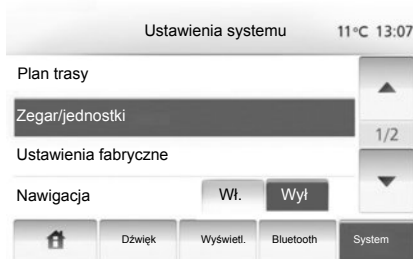 Ustawienia systemu 11°C 13:07
Plan trasy
Zegar/jednostki
1/2
Ustawienia fabryczne
Nawigacja Wł. Wył
Dźwięk Wyświetl. Bluetooth System